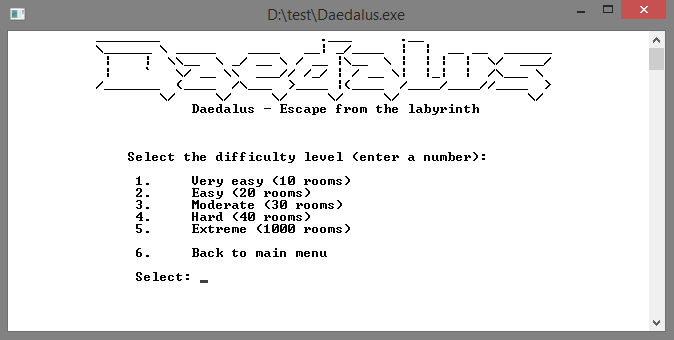 D:\test\Daedalus.exe
Daedalus
Daedalus - Escape from the labyrinth
Select the difficulty level (enter a number):
1. Very easy (10 rooms)
2. Easy (20 rooms)
3. Moderate (30 rooms)
4. Hard (40 rooms)
5. Extreme (1000 rooms)
6. Back to main menu
Select: _